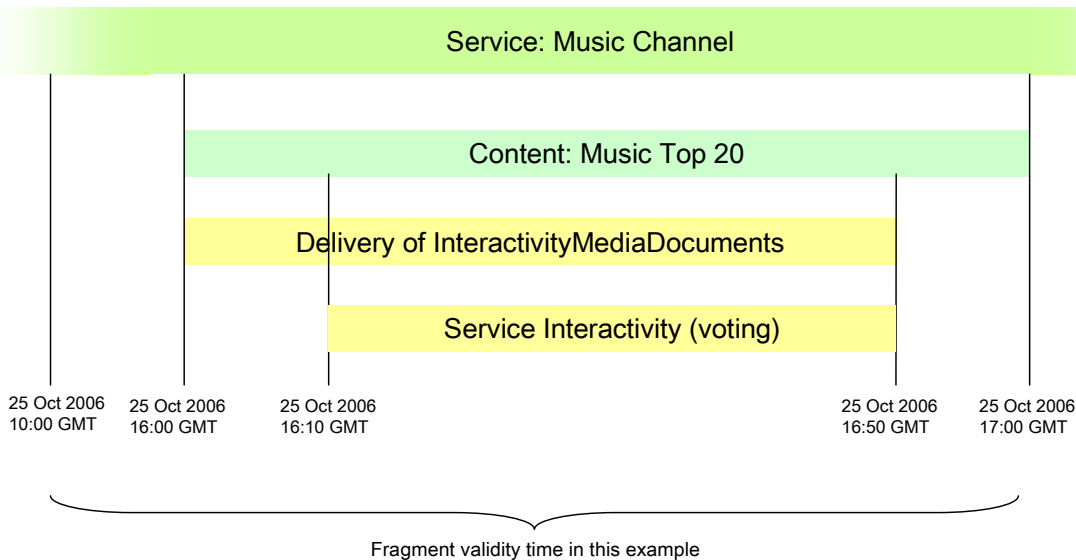 Service: Music Channel
Content: Music Top 20
Delivery of InteractivityMediaDocuments
Service Interactivity (voting)
25 Oct 2006
10:00 GMT
25 Oct 2006
16:00 GMT
25 Oct 2006
16:10 GMT
25 Oct 2006
16:50 GMT
25 Oct 2006
17:00 GMT
Fragment validity time in this example